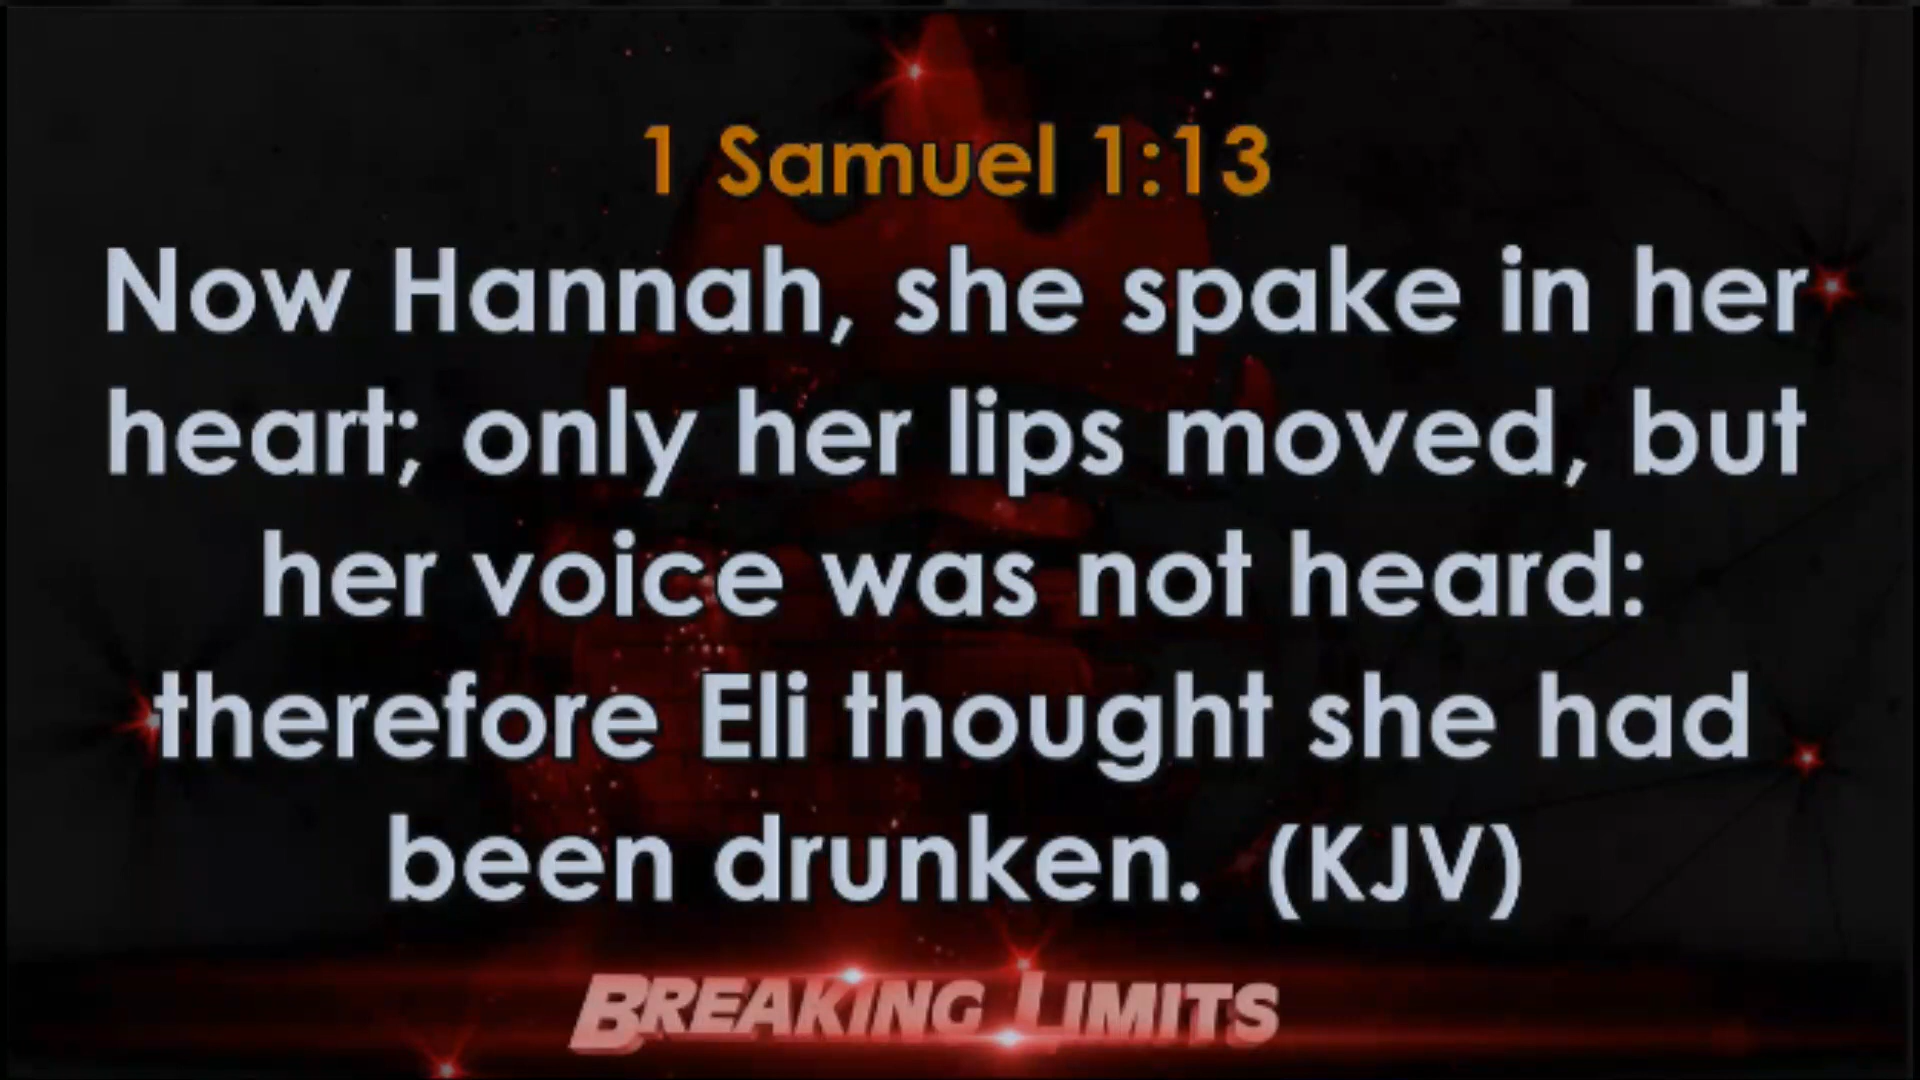 1 Samuel 1:13
Now Hannah, she spake in her
heart; only her lips moved, but
her voice was not heard:
therefore Eli thought she had
been drunken.  (KJV)
BREAKING LIMITS